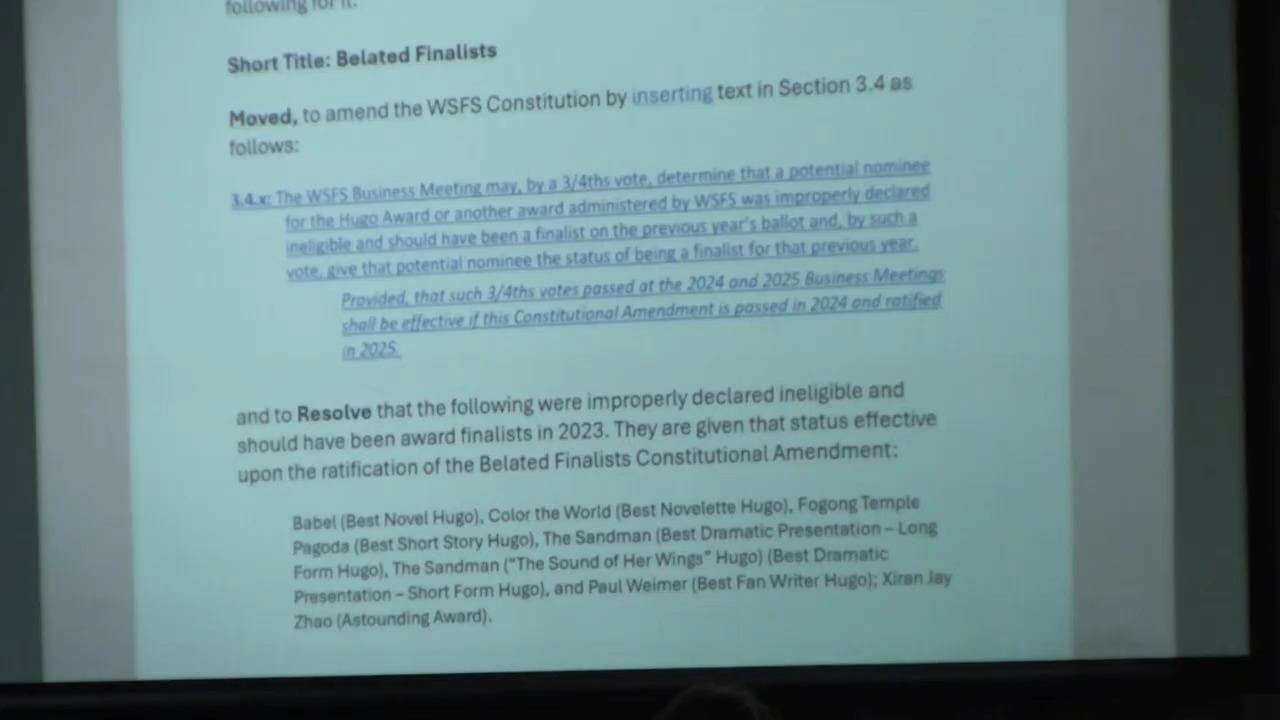 following for it:
Short Title: Belated Finalists
Moved, to amend the WSFS Constitution by inserting text in Section 3.4 as
follows:
3.4.x: The WSFS Business Meeting may, by a 3/4ths vote, determine that a potential nominee
for the Hugo Award or another award administered by WSFS was improperly declared
ineligible and should have been a finalist on the previous year's ballot and, by such a
vote, give that potential nominee the status of being a finalist for that previous year.
Provided, that such 3/4ths votes passed at the 2024 and 2025 Business Meetings
shall be effective if this Constitutional Amendment is passed in 2024 and ratified
in 2025.
and to Resolve that the following were improperly declared ineligible and
should have been award finalists in 2023. They are given that status effective
upon the ratification of the Belated Finalists Constitutional Amendment:
Babel (Best Novel Hugo), Color the World (Best Novelette Hugo), Fogong Temple
Pagoda (Best Short Story Hugo), The Sandman (Best Dramatic Presentation – Long
Form Hugo), The Sandman ("The Sound of Her Wings" Hugo) (Best Dramatic
Presentation – Short Form Hugo), and Paul Weimer (Best Fan Writer Hugo); Xiran Jay
Zhao (Astounding Award).